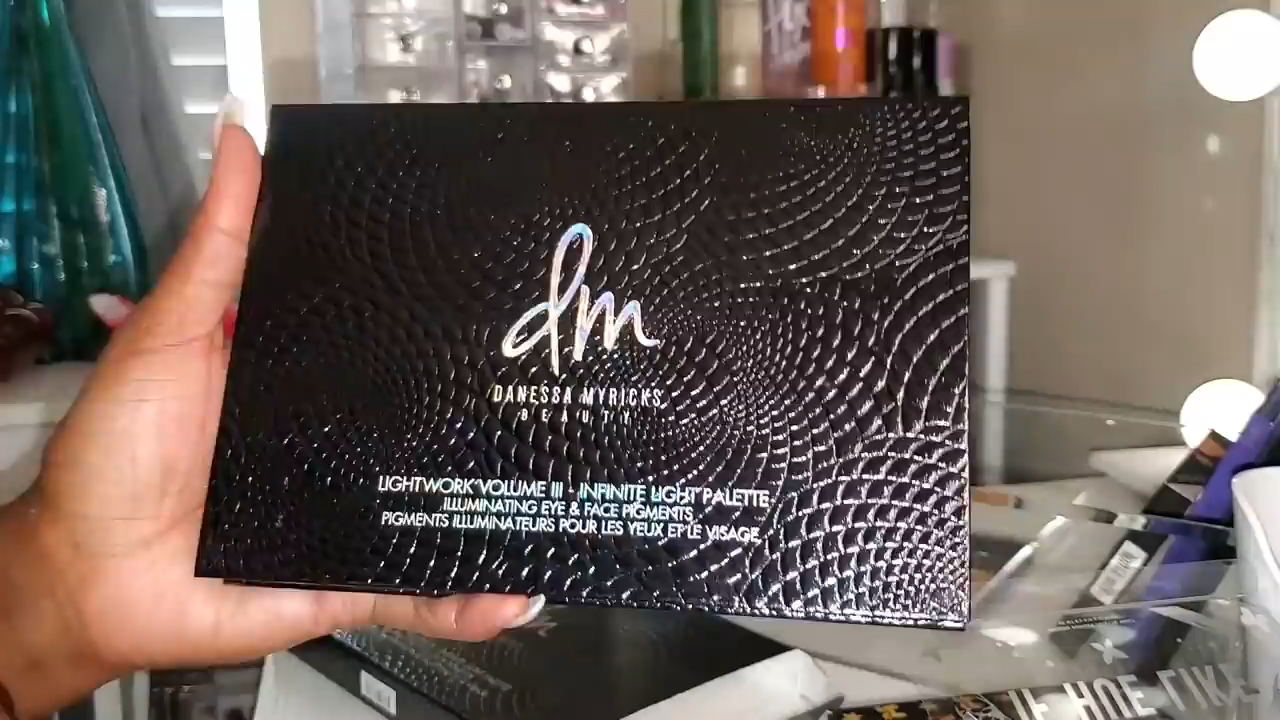 dm
DANESSA MYRICKS
BEAUTY
LIGHTWORK VOLUME III - INFINITE LIGHT PALETTE
ILLUMINATING EYE & FACE PIGMENTS
PIGMENTS ILLUMINATEURS POUR LES YEUX ET LE VISAGE